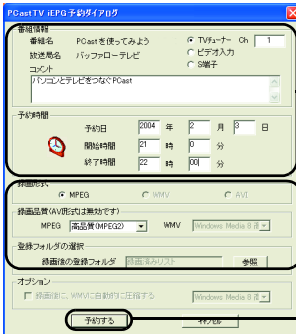 PCastTV iEPG予約ダイアログ
番組情報
番組名 PCastを使ってみよう
TVチューナー Ch 1
放送局名 バッファローテレビ
ビデオ入力
S端子
コメント
パソコンとテレビをつなぐPCast
予約時間
予約日 2004 年 2 月 3 日
開始時間 21 時 0 分
終了時間 22 時 00 分
録画形式
MPEG WMV AVI
録画品質(AVI形式は無効です)
MPEG 高品質(MPEG2) WMV Windows Media 8
登録フォルダの選択
録画後の登録フォルダ 録画済みリスト 参照
オプション
録画後に、WMVに自動的に圧縮する Windows Media 8
予約する キャンセル